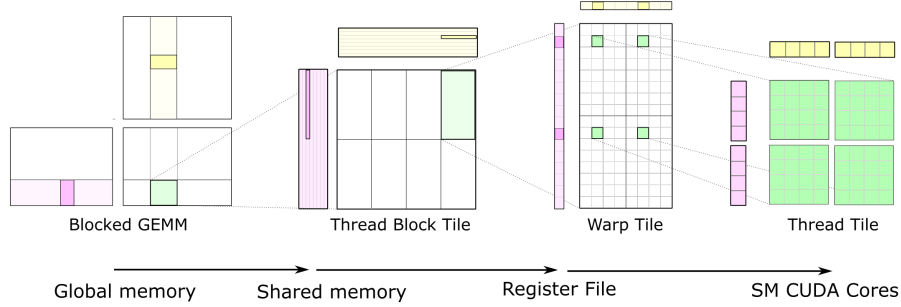 Blocked GEMM
Thread Block Tile
Warp Tile
Thread Tile
Global memory
Shared memory
Register File
SM CUDA Cores